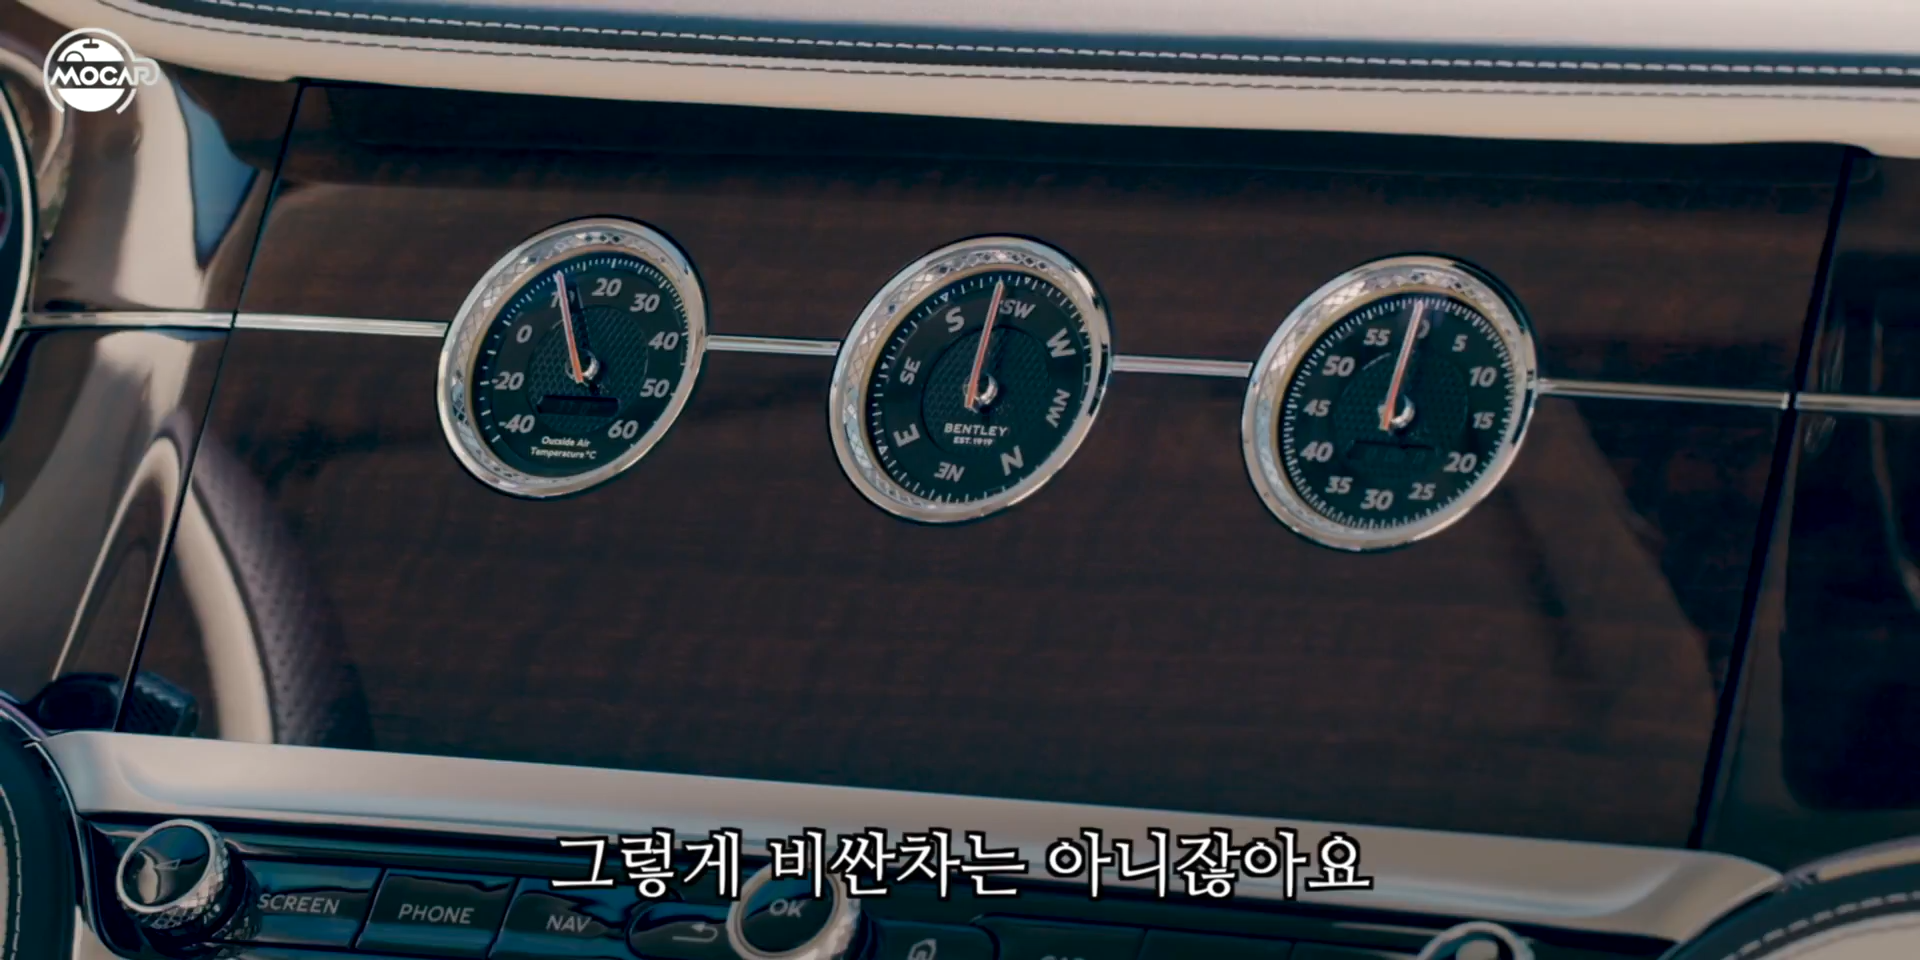 MOCAR
20
30
0
40
-20
50
-40
60
Outside Air
Temperature °C
S
SW
W
SE
NW
E
BENTLEY
EST. 1919
N
NE
55
5
50
10
45
15
40
20
35
25
30
그렇게 비싼차는 아니잖아요
SCREEN
PHONE
NAV
OK